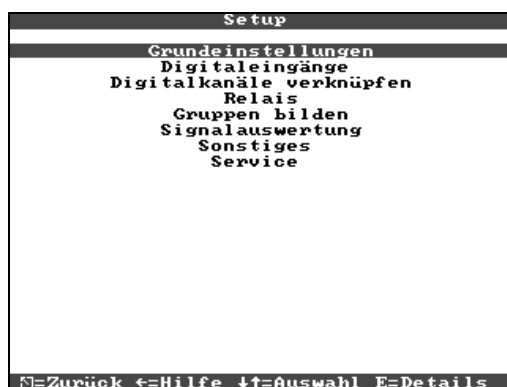 Setup
Grundeinstellungen
Digitaleingänge
Digitalkanäle verknüpfen
Relais
Gruppen bilden
Signalauswertung
Sonstiges
Service
=Zurück ←=Hilfe ↓↑=Auswahl E=Details